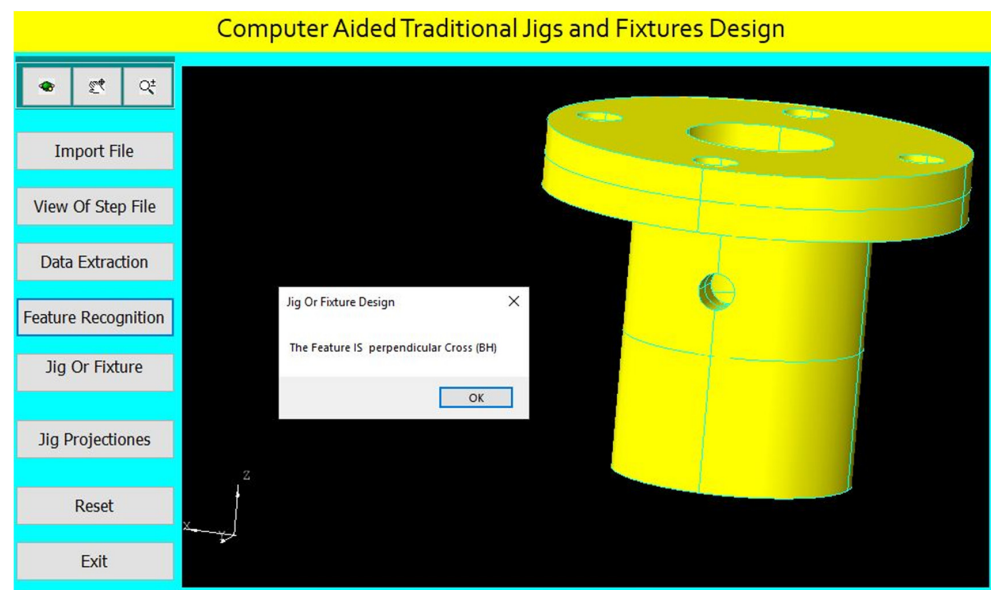 Computer Aided Traditional Jigs and Fixtures Design
Import File
View Of Step File
Data Extraction
Feature Recognition
Jig Or Fixture
Jig Projectiones
Reset
Exit
Jig Or Fixture Design
The Feature IS perpendicular Cross (BH)
OK
Z
X
Y